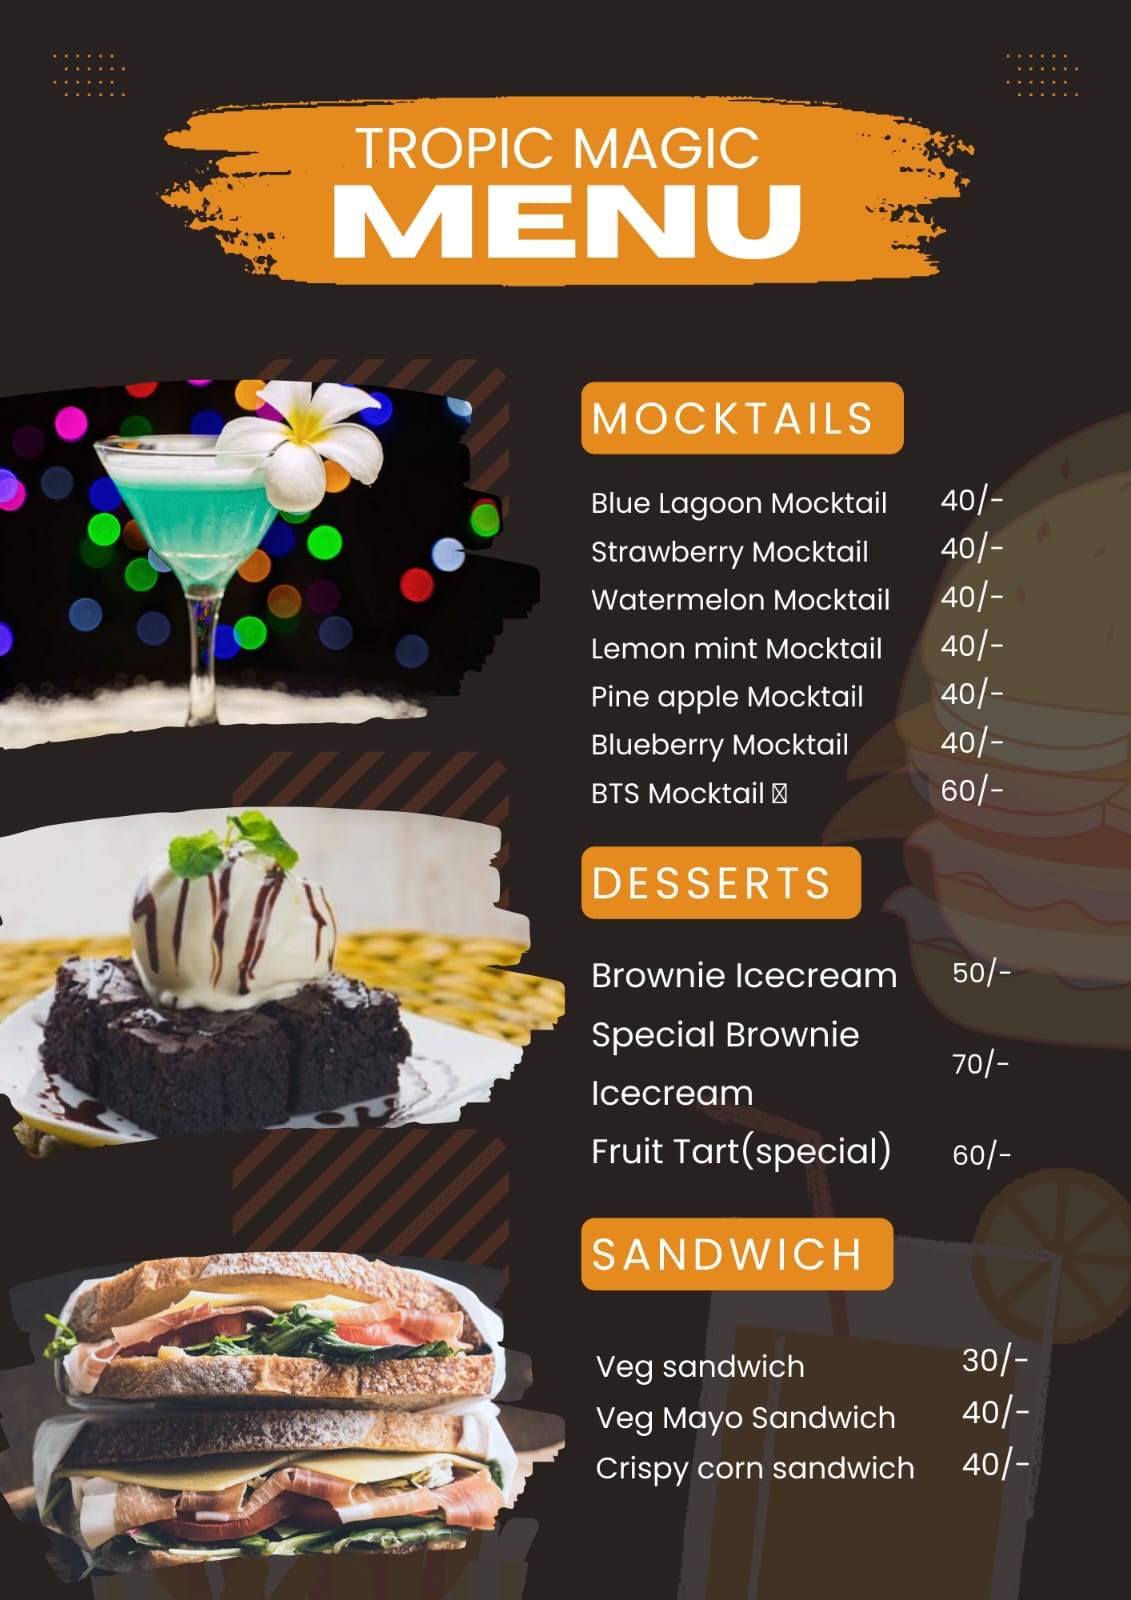 TROPIC MAGIC
MENU
MOCKTAILS
Blue Lagoon Mocktail 40/-
Strawberry Mocktail 40/-
Watermelon Mocktail 40/-
Lemon mint Mocktail 40/-
Pine apple Mocktail 40/-
Blueberry Mocktail 40/-
BTS Mocktail 60/-
DESSERTS
Brownie Icecream 50/-
Special Brownie
Icecream 70/-
Fruit Tart(special) 60/-
SANDWICH
Veg sandwich 30/-
Veg Mayo Sandwich 40/-
Crispy corn sandwich 40/-